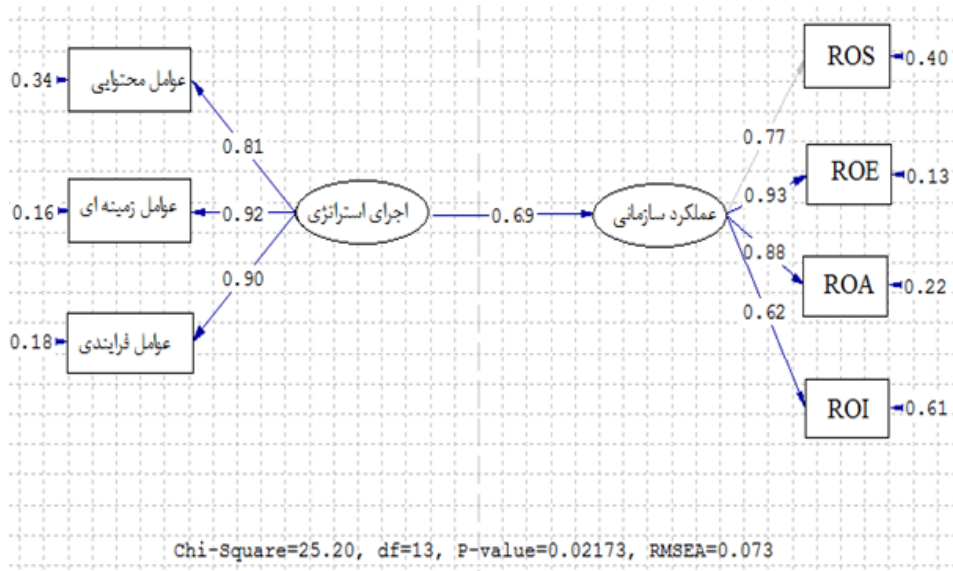 0.34
عوامل محتوایی
0.81
0.16
عوامل زمینه ای
0.92
0.18
عوامل فرایندی
0.90
اجرای استراتژی
0.69
عملکرد سازمانی
0.77
ROS
0.40
0.93
ROE
0.13
0.88
ROA
0.22
0.62
ROI
0.61
Chi-Square=25.20, df=13, P-value=0.02173, RMSEA=0.073